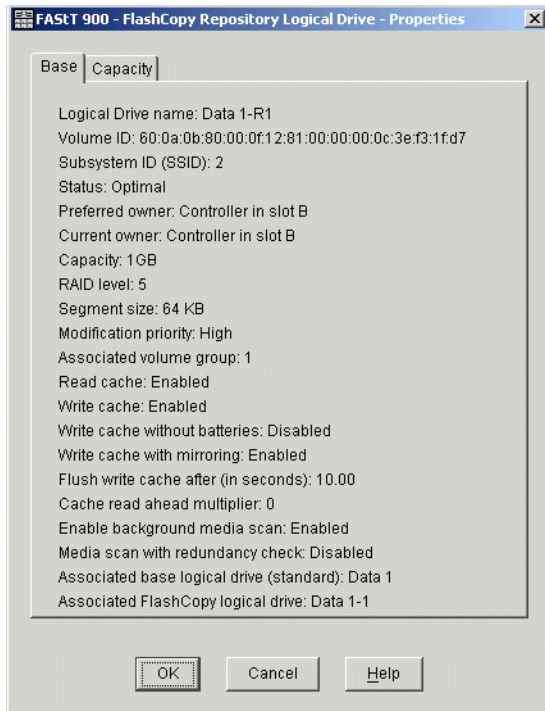 FAStT 900 - FlashCopy Repository Logical Drive - Properties
Base
Capacity
Logical Drive name: Data 1-R1
Volume ID: 60:0a:0b:80:00:0f:12:81:00:00:00:0c:3e:f3:1f:d7
Subsystem ID (SSID): 2
Status: Optimal
Preferred owner: Controller in slot B
Current owner: Controller in slot B
Capacity: 1GB
RAID level: 5
Segment size: 64 KB
Modification priority: High
Associated volume group: 1
Read cache: Enabled
Write cache: Enabled
Write cache without batteries: Disabled
Write cache with mirroring: Enabled
Flush write cache after (in seconds): 10.00
Cache read ahead multiplier: 0
Enable background media scan: Enabled
Media scan with redundancy check: Disabled
Associated base logical drive (standard): Data 1
Associated FlashCopy logical drive: Data 1-1
OK
Cancel
Help